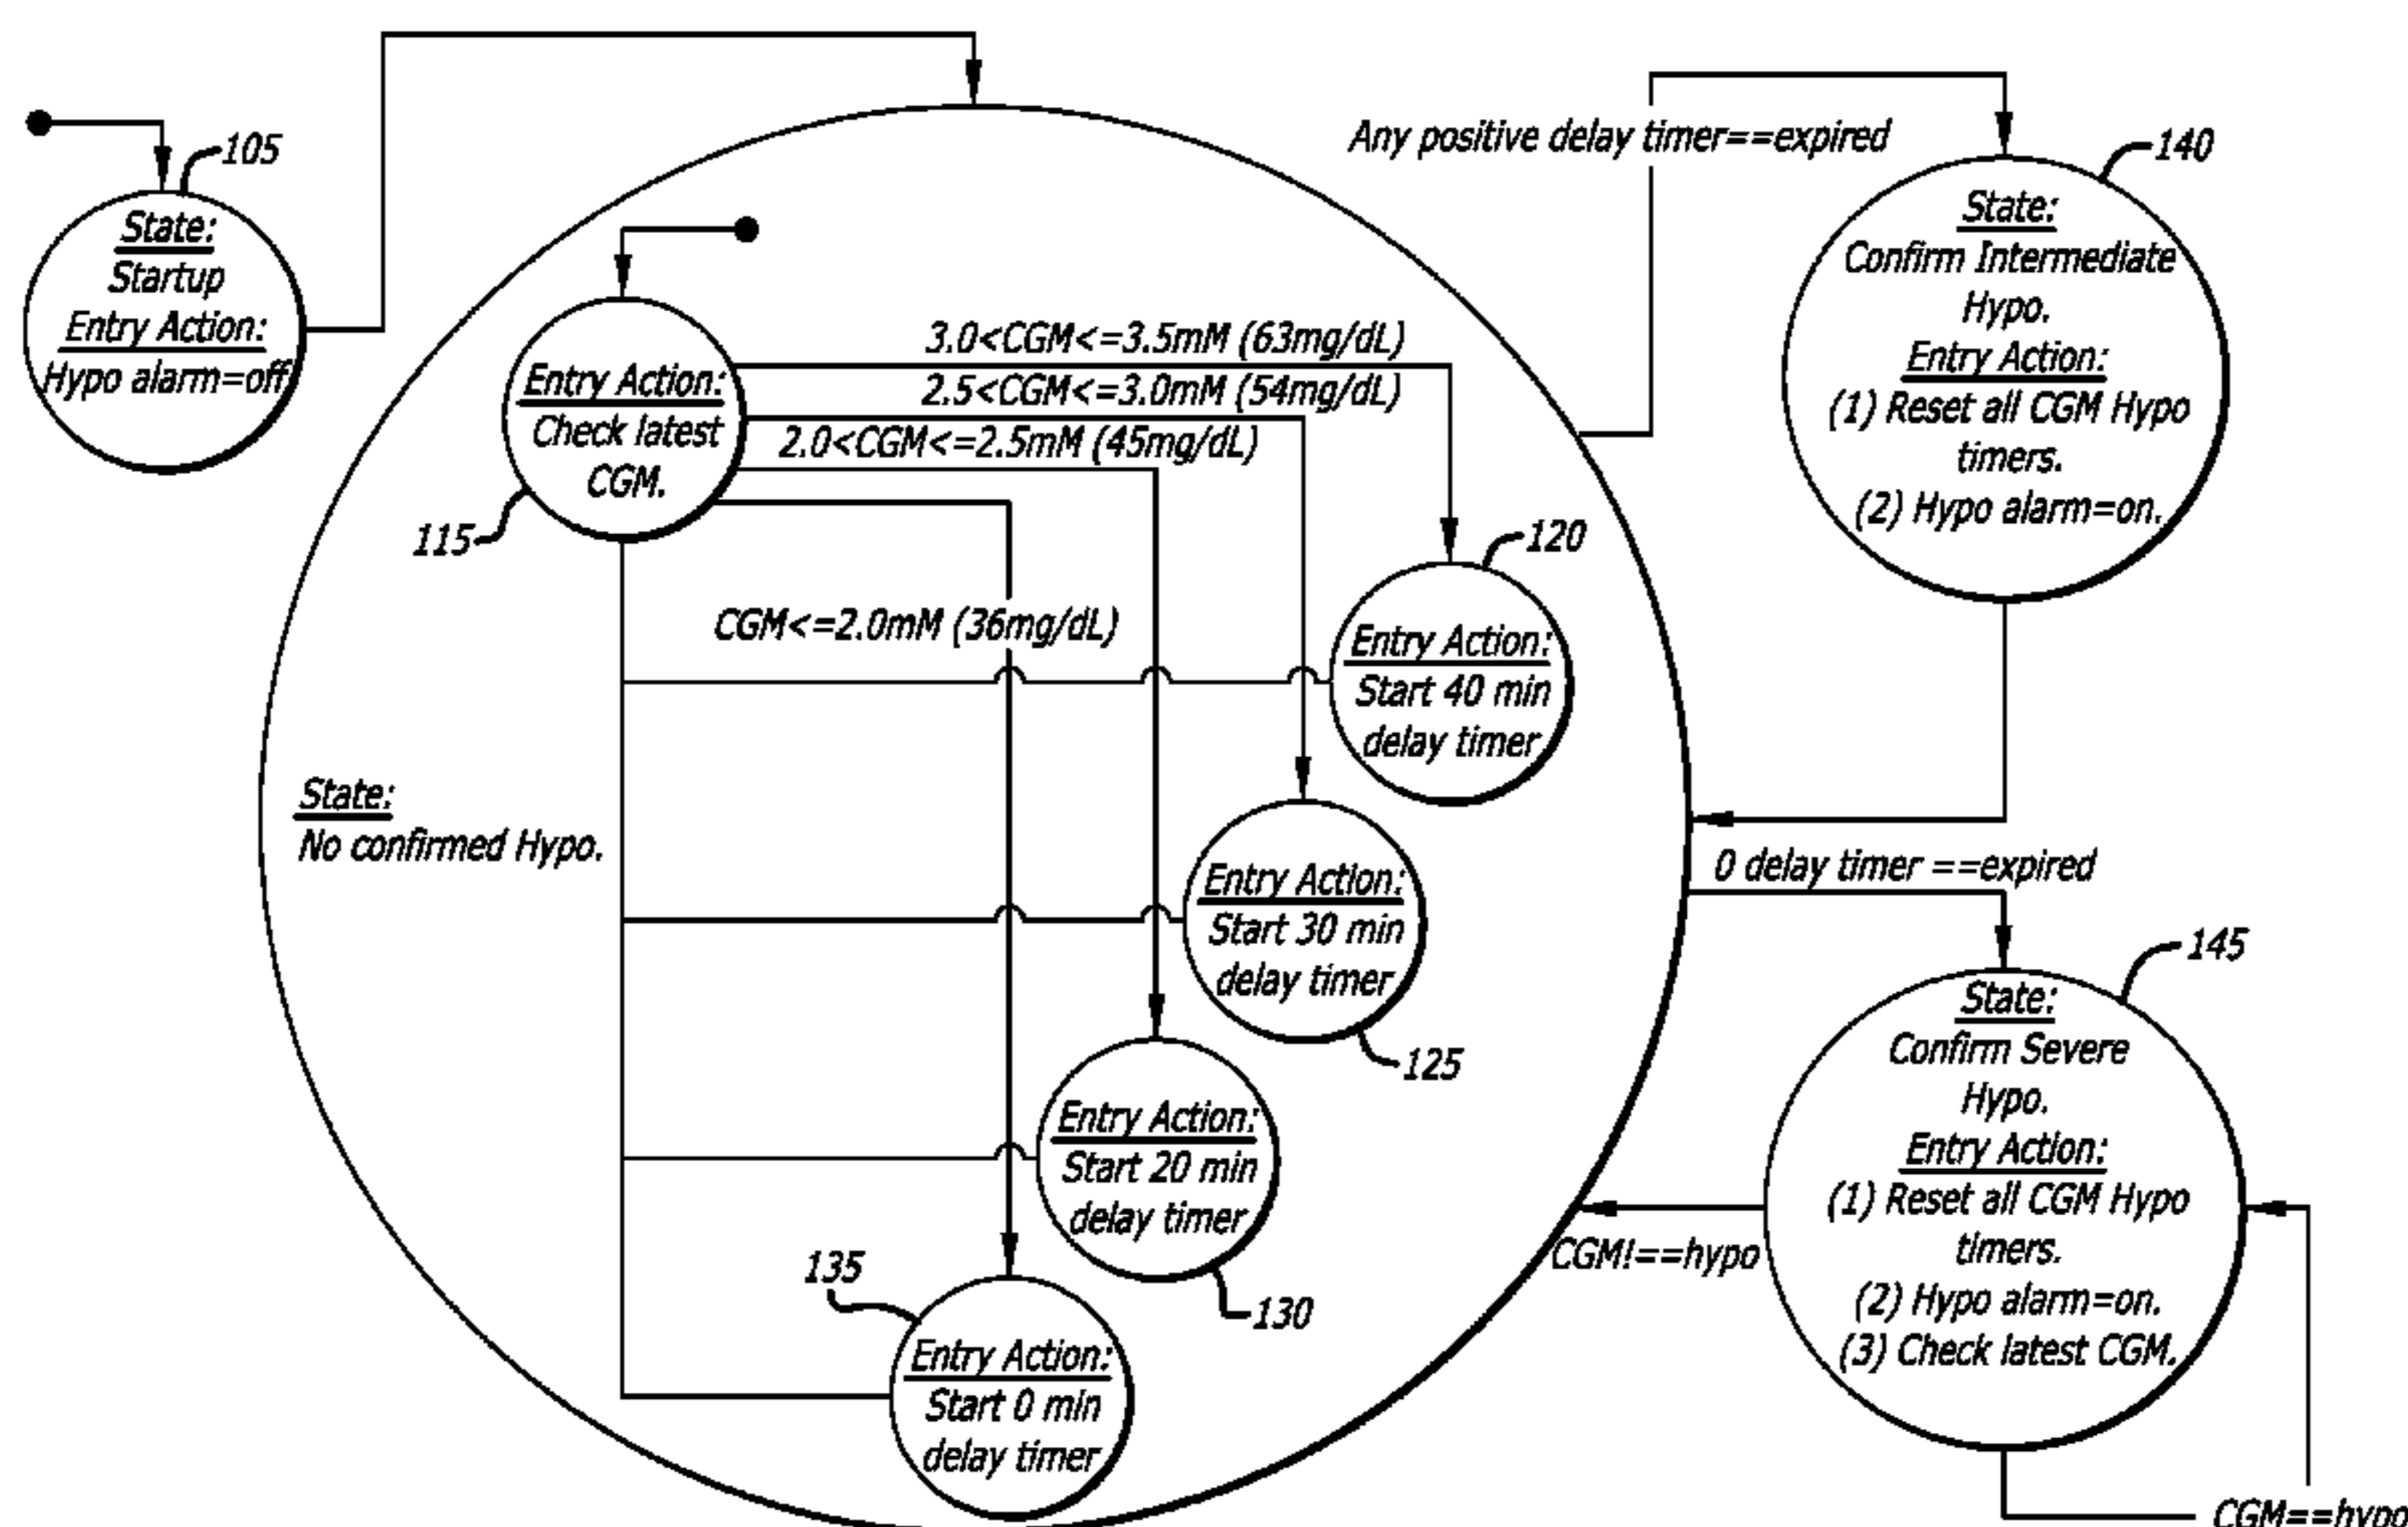 105
State:
Startup
Entry Action:
Hypo alarm=off
Entry Action:
Check latest
CGM.
115
3.0<CGM<=3.5mM (63mg/dL)
2.5<CGM<=3.0mM (54mg/dL)
2.0<CGM<=2.5mM (45mg/dL)
CGM<=2.0mM (36mg/dL)
State:
No confirmed Hypo.
120
Entry Action:
Start 40 min
delay timer
Entry Action:
Start 30 min
delay timer
125
Entry Action:
Start 20 min
delay timer
130
135
Entry Action:
Start 0 min
delay timer
Any positive delay timer==expired
140
State:
Confirm Intermediate
Hypo.
Entry Action:
(1) Reset all CGM Hypo
timers.
(2) Hypo alarm=on.
0 delay timer ==expired
145
State:
Confirm Severe
Hypo.
Entry Action:
(1) Reset all CGM Hypo
timers.
(2) Hypo alarm=on.
(3) Check latest CGM.
CGM!==hypo
CGM==hypo